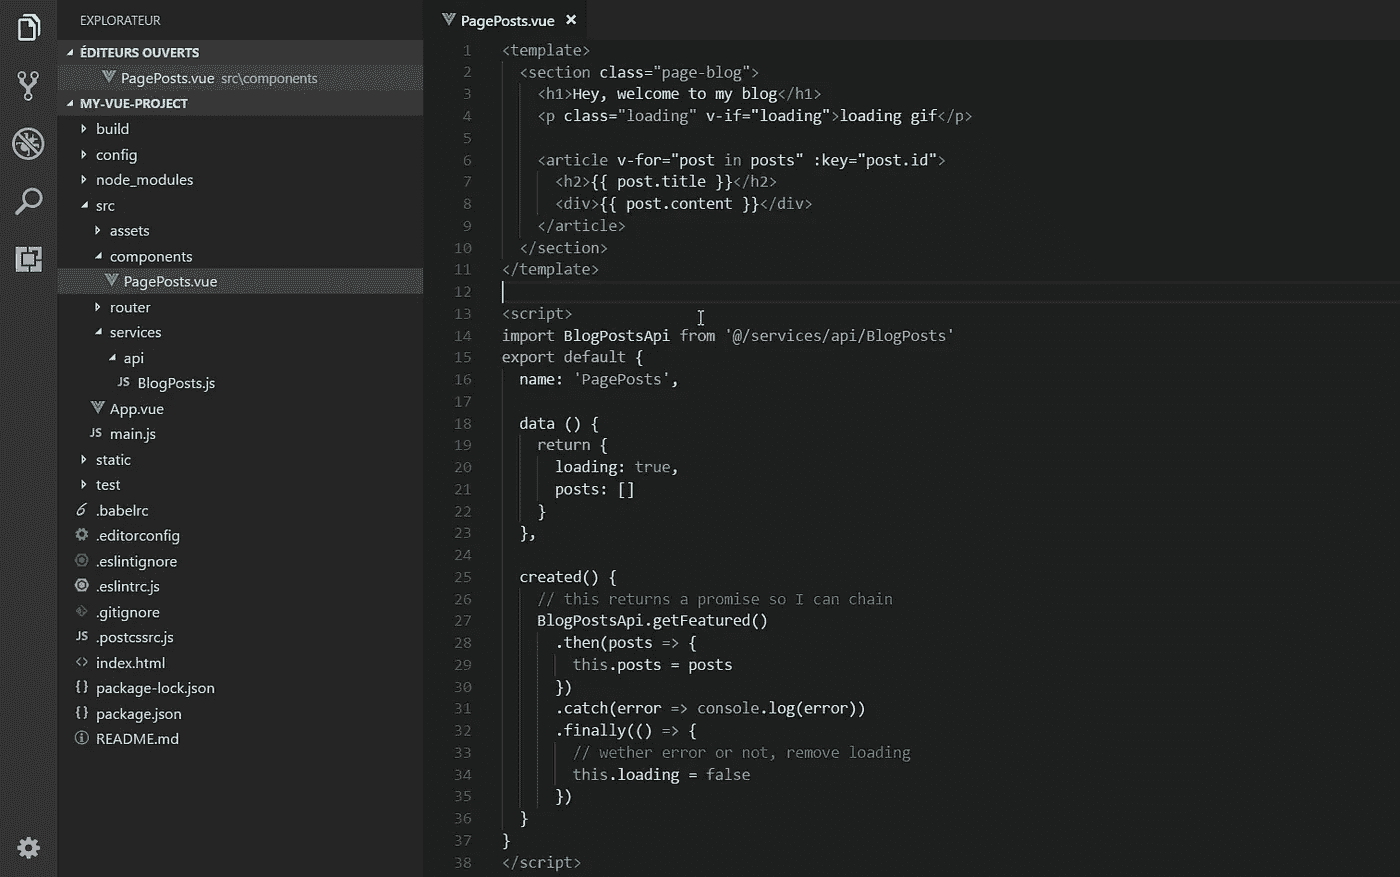 EXPLORATEUR
ÉDITEURS OUVERTS
PagePosts.vue src\components
MY-VUE-PROJECT
build
config
node_modules
src
assets
components
PagePosts.vue
router
services
api
JS BlogPosts.js
App.vue
JS main.js
static
test
.babelrc
.editorconfig
.eslintignore
.eslintrc.js
.gitignore
JS .postcssrc.js
<> index.html
{} package-lock.json
{} package.json
README.md
PagePosts.vue ×
1 <template>
2 <section class="page-blog">
3 <h1>Hey, welcome to my blog</h1>
4 <p class="loading" v-if="loading">loading gif</p>
5
6 <article v-for="post in posts" :key="post.id">
7 <h2>{{ post.title }}</h2>
8 <div>{{ post.content }}</div>
9 </article>
10 </section>
11 </template>
12
13 <script>
14 import BlogPostsApi from '@/services/api/BlogPosts'
15 export default {
16 name: 'PagePosts',
17
18 data () {
19 return {
20 loading: true,
21 posts: []
22 }
23 },
24
25 created() {
26 // this returns a promise so I can chain
27 BlogPostsApi.getFeatured()
28 .then(posts => {
29 this.posts = posts
30 })
31 .catch(error => console.log(error))
32 .finally(() => {
33 // wether error or not, remove loading
34 this.loading = false
35 })
36 }
37 }
38 </script>